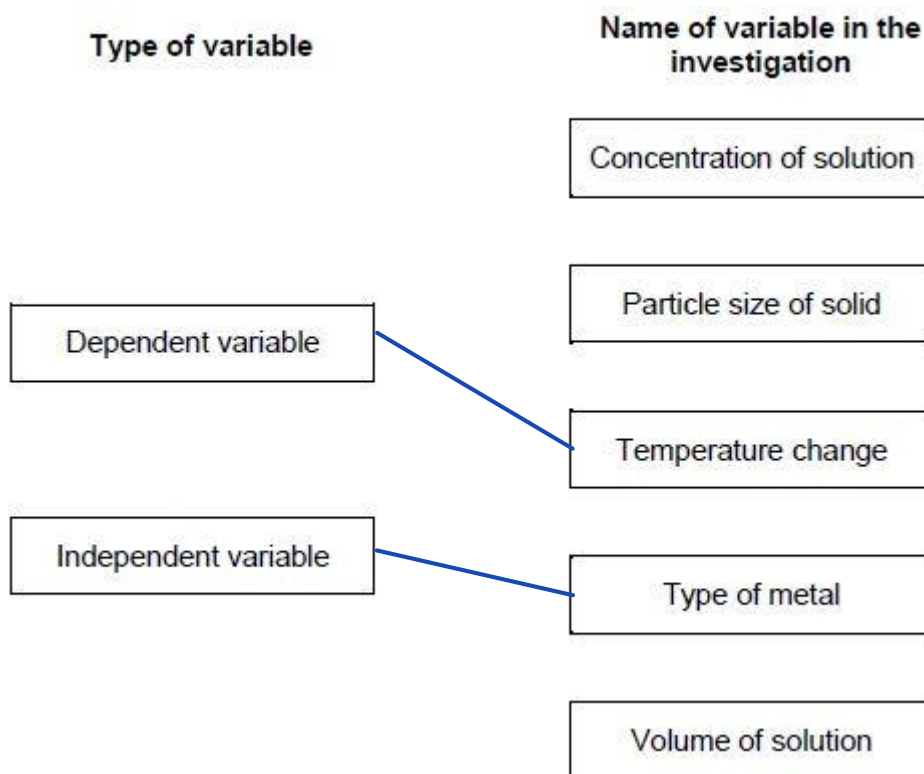 Type of variable
Name of variable in the
investigation
Concentration of solution
Particle size of solid
Dependent variable
Temperature change
Independent variable
Type of metal
Volume of solution